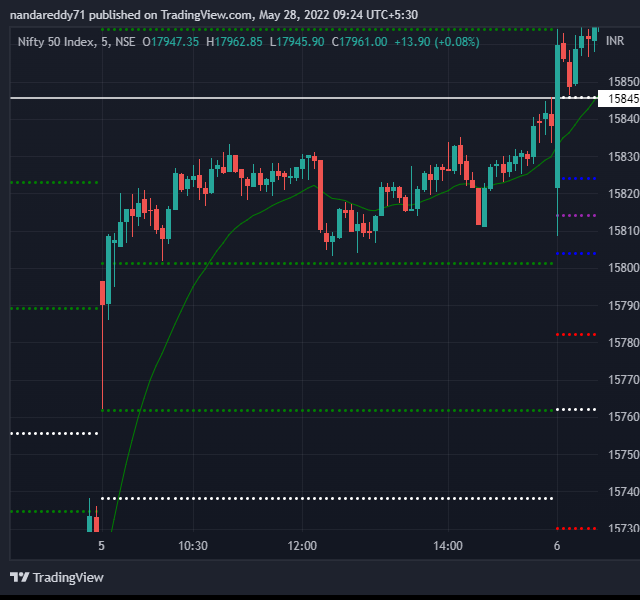 nandareddy71 published on TradingView.com, May 28, 2022 09:24 UTC+5:30
Nifty 50 Index, 5, NSE O17947.35 H17962.85 L17945.90 C17961.00 +13.90 (+0.08%)
INR
15850
15845
15840
15830
15820
15810
15800
15790
15780
15770
15760
15750
15740
15730
5 10:30 12:00 14:00 6
TradingView